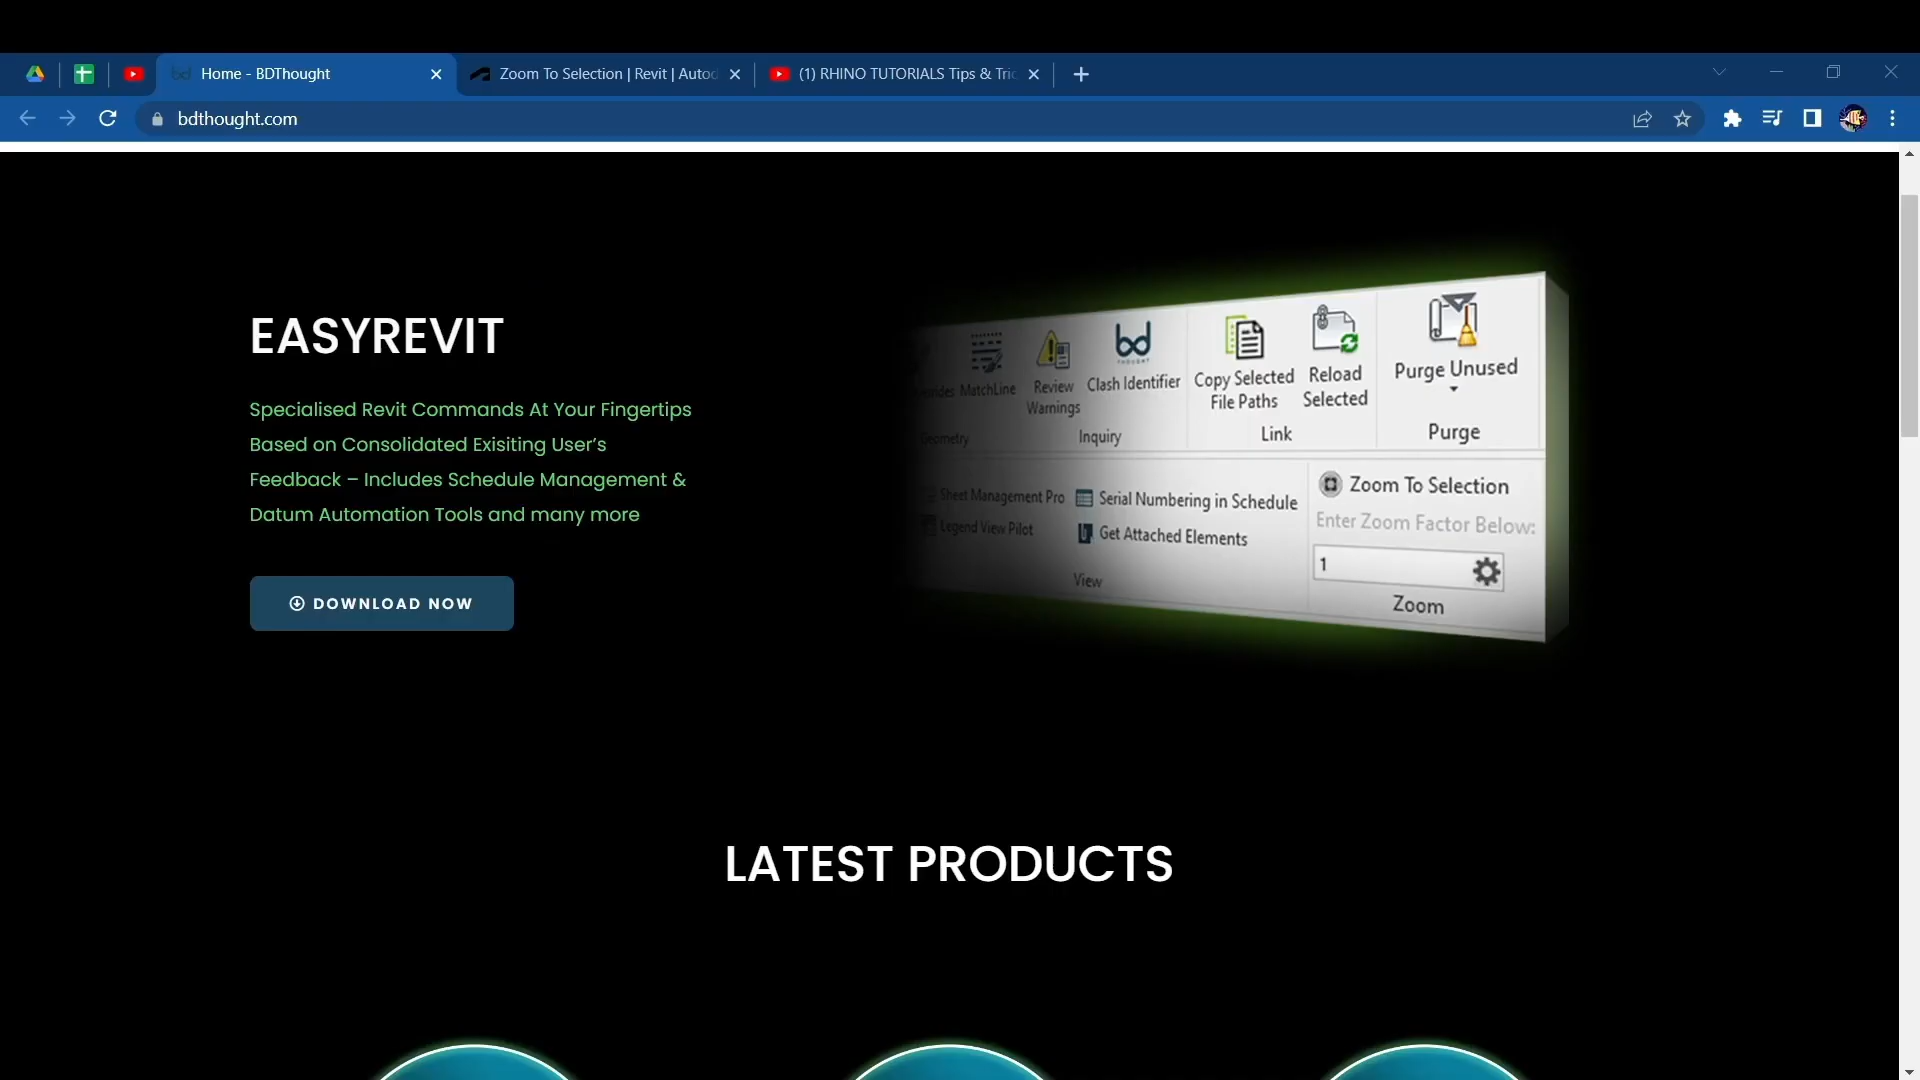 Home - BDThought
Zoom To Selection | Revit | Autod
(1) RHINO TUTORIALS Tips & Tric
bdthought.com
EASYREVIT
Specialised Revit Commands At Your Fingertips
Based on Consolidated Exisiting User’s
Feedback – Includes Schedule Management &
Datum Automation Tools and many more
DOWNLOAD NOW
MatchLine
Review
Warnings
bd
THOUGHT
Clash Identifier
Copy Selected
File Paths
Reload
Selected
Purge Unused
Geometry
Inquiry
Link
Purge
Sheet Management Pro
Serial Numbering in Schedule
Legend View Pilot
Get Attached Elements
View
Zoom To Selection
Enter Zoom Factor Below:
1
Zoom
LATEST PRODUCTS